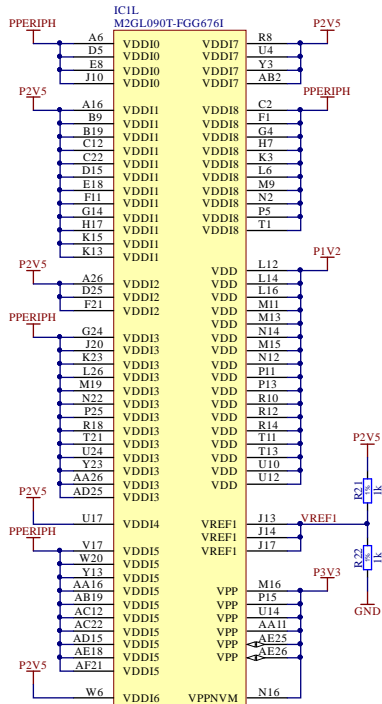 IC1L
M2GL090T-FGG676I
PPERIPH
A6 VDDI0 VDDI7 R8 P2V5
D5 VDDI0 VDDI7 U4
E8 VDDI0 VDDI7 Y3
J10 VDDI0 VDDI7 AB2
P2V5 PPERIPH
A16 VDDI1 VDDI8 C2
B9 VDDI1 VDDI8 F1
B19 VDDI1 VDDI8 G4
C12 VDDI1 VDDI8 H7
C22 VDDI1 VDDI8 K3
D15 VDDI1 VDDI8 L6
E18 VDDI1 VDDI8 M9
F11 VDDI1 VDDI8 N2
G14 VDDI1 VDDI8 P5
H17 VDDI1 VDDI8 T1
K15 VDDI1
K13 VDDI1
P2V5 P1V2
VDD L12
A26 VDDI2 VDD L14
D25 VDDI2 VDD L16
F21 VDDI2 VDD M11
PPERIPH VDD M13
G24 VDDI3 VDD N14
J20 VDDI3 VDD M15
K23 VDDI3 VDD N12
L26 VDDI3 VDD P11
M19 VDDI3 VDD P13
N22 VDDI3 VDD R10
P25 VDDI3 VDD R12
R18 VDDI3 VDD R14
T21 VDDI3 VDD T11
U24 VDDI3 VDD T13
Y23 VDDI3 VDD U10
AA26 VDDI3 VDD U12
AD25 VDDI3
P2V5 P2V5
R21 1% 1k
U17 VDDI4 VREF1 J13 VREF1
PPERIPH VREF1 J14
V17 VDDI5 VREF1 J17
R22 1% 1k
W20 VDDI5
Y13 VDDI5 P3V3
AA16 VDDI5 VPP M16
AB19 VDDI5 VPP P15
GND
AC12 VDDI5 VPP U14
AC22 VDDI5 VPP AA11
AD15 VDDI5 VPP AE25
AE18 VDDI5 VPP AE26
AF21 VDDI5
P2V5
W6 VDDI6 VPPNVM N16